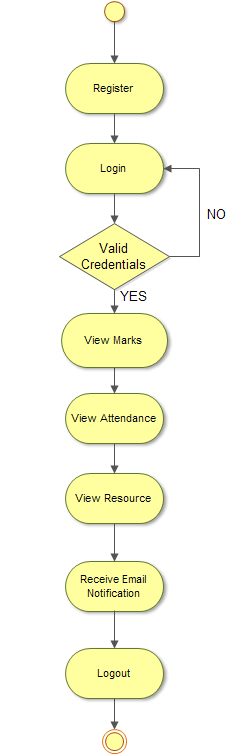 Register
Login
NO
Valid
Credentials
YES
View Marks
View Attendance
View Resource
Receive Email
Notification
Logout